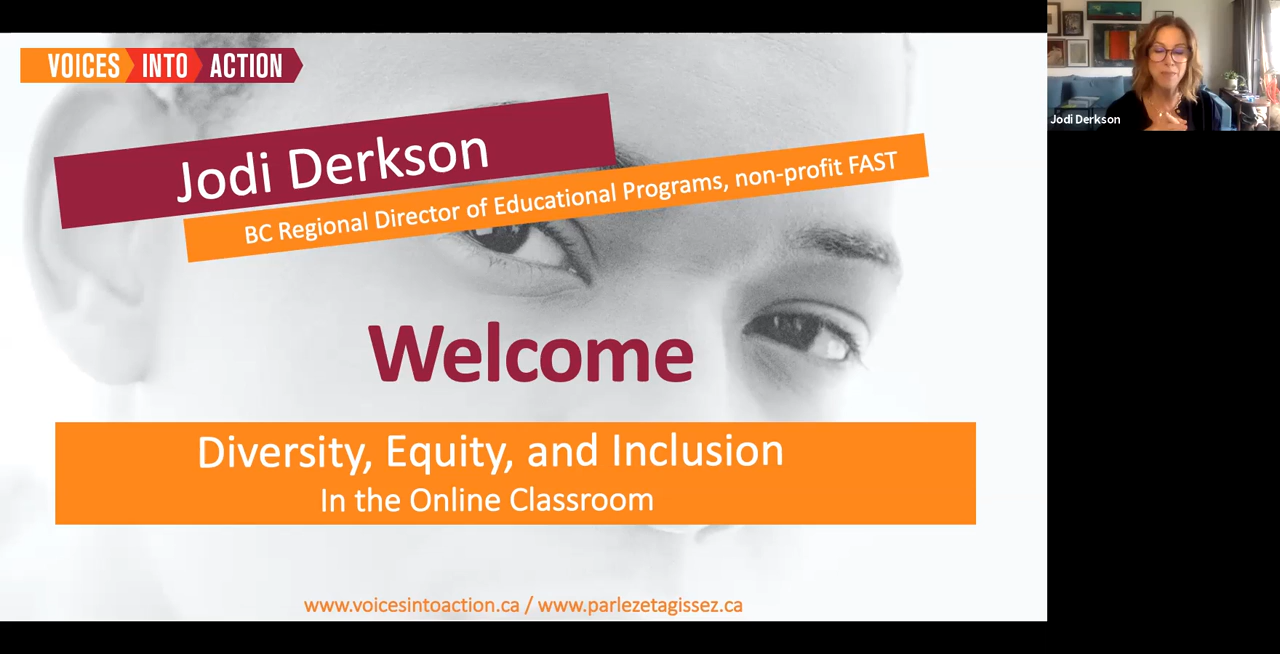 VOICES INTO ACTION
Jodi Derkson
BC Regional Director of Educational Programs, non-profit FAST
Welcome
Diversity, Equity, and Inclusion
In the Online Classroom
www.voicesintoaction.ca / www.parlezetagissez.ca
Jodi Derkson